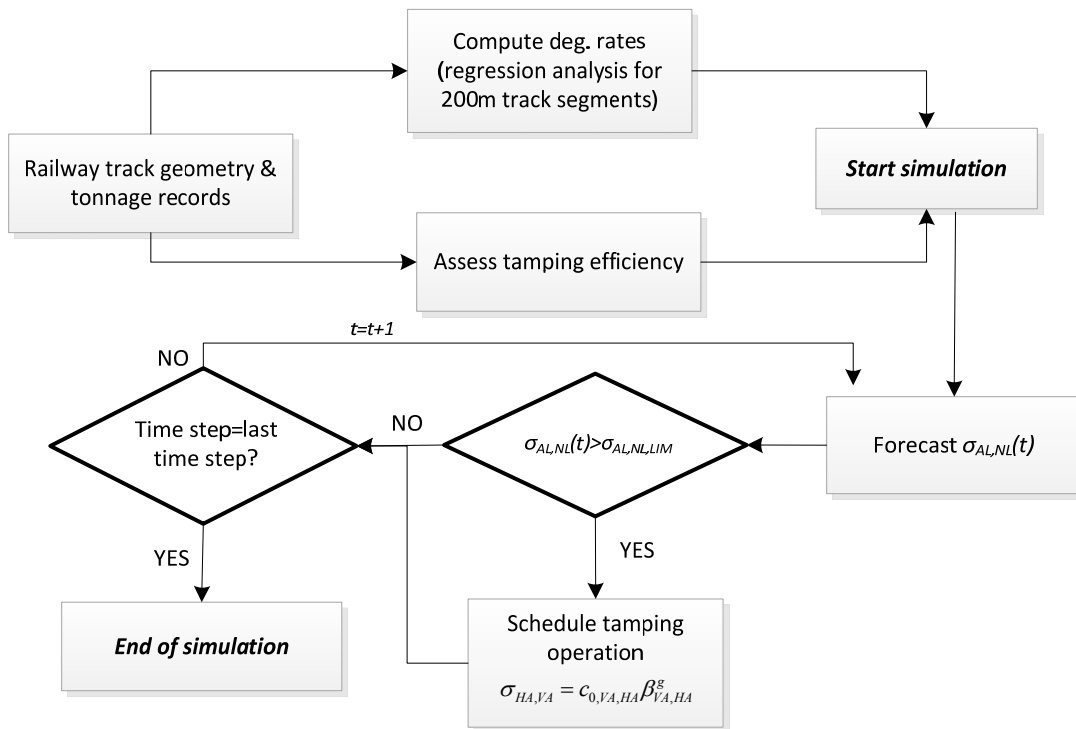 Compute deg. rates
(regression analysis for
200m track segments)
Railway track geometry &
tonnage records
Start simulation
Assess tamping efficiency
t=t+1
NO
Time step=last
time step?
NO
σAL,NL(t)>σAL,NL,LIM
Forecast σAL,NL(t)
YES
YES
End of simulation
Schedule tamping
operation
σHA,VA = c0,VA,HA βgVA,HA